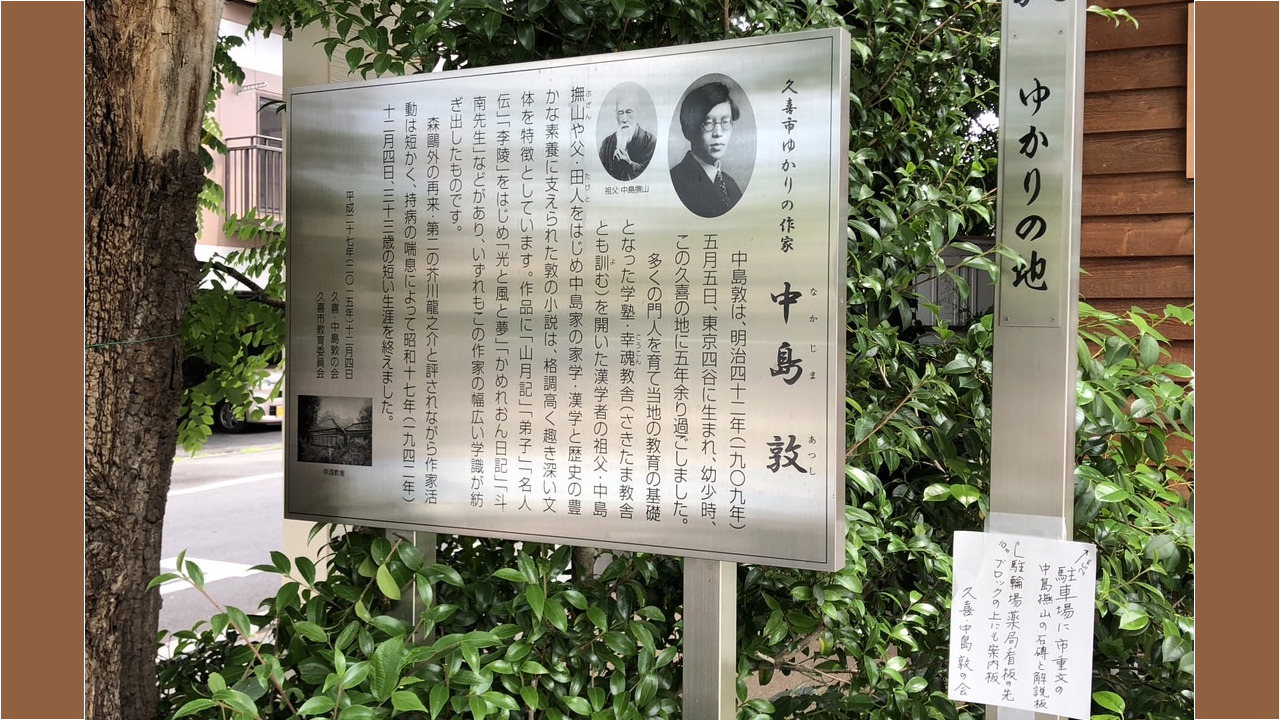 久喜市ゆかりの作家
中島 敦
なかじま あつし
中島敦は、明治四十二年(一九〇九年)
五月五日、東京四谷に生まれ、幼少時、
この久喜の地に五年余り過ごしました。
多くの門人を育て当地の教育の基礎
となった学塾・幸魂教舎(さきたま教舎
こうこん
とも訓む)を開いた漢学者の祖父・中島
よ
撫山や父・田人をはじめ中島家の家学・漢学と歴史の豊
ぶざん たびと
かな素養に支えられた敦の小説は、格調高く趣き深い文
体を特徴としています。作品に「山月記」「弟子」「名人
伝」「李陵」をはじめ「光と風と夢」「かめれおん日記」「斗
南先生」などがあり、いずれもこの作家の幅広い学識が紡
ぎ出したものです。
森鷗外の再来・第二の芥川龍之介と評されながら作家活
動は短かく、持病の喘息によって昭和十七年(一九四二年)
十二月四日、三十三歳の短い生涯を終えました。
平成二十七年(二〇一五年)十二月四日
久喜・中島敦の会
久喜市教育委員会
祖父 中島撫山
幸魂教舎
ゆかりの地
駐車場に市重文の
中島撫山の石碑と解説板
駐輪場薬局看板の先
ブロックの上にも案内板
久喜・中島敦の会